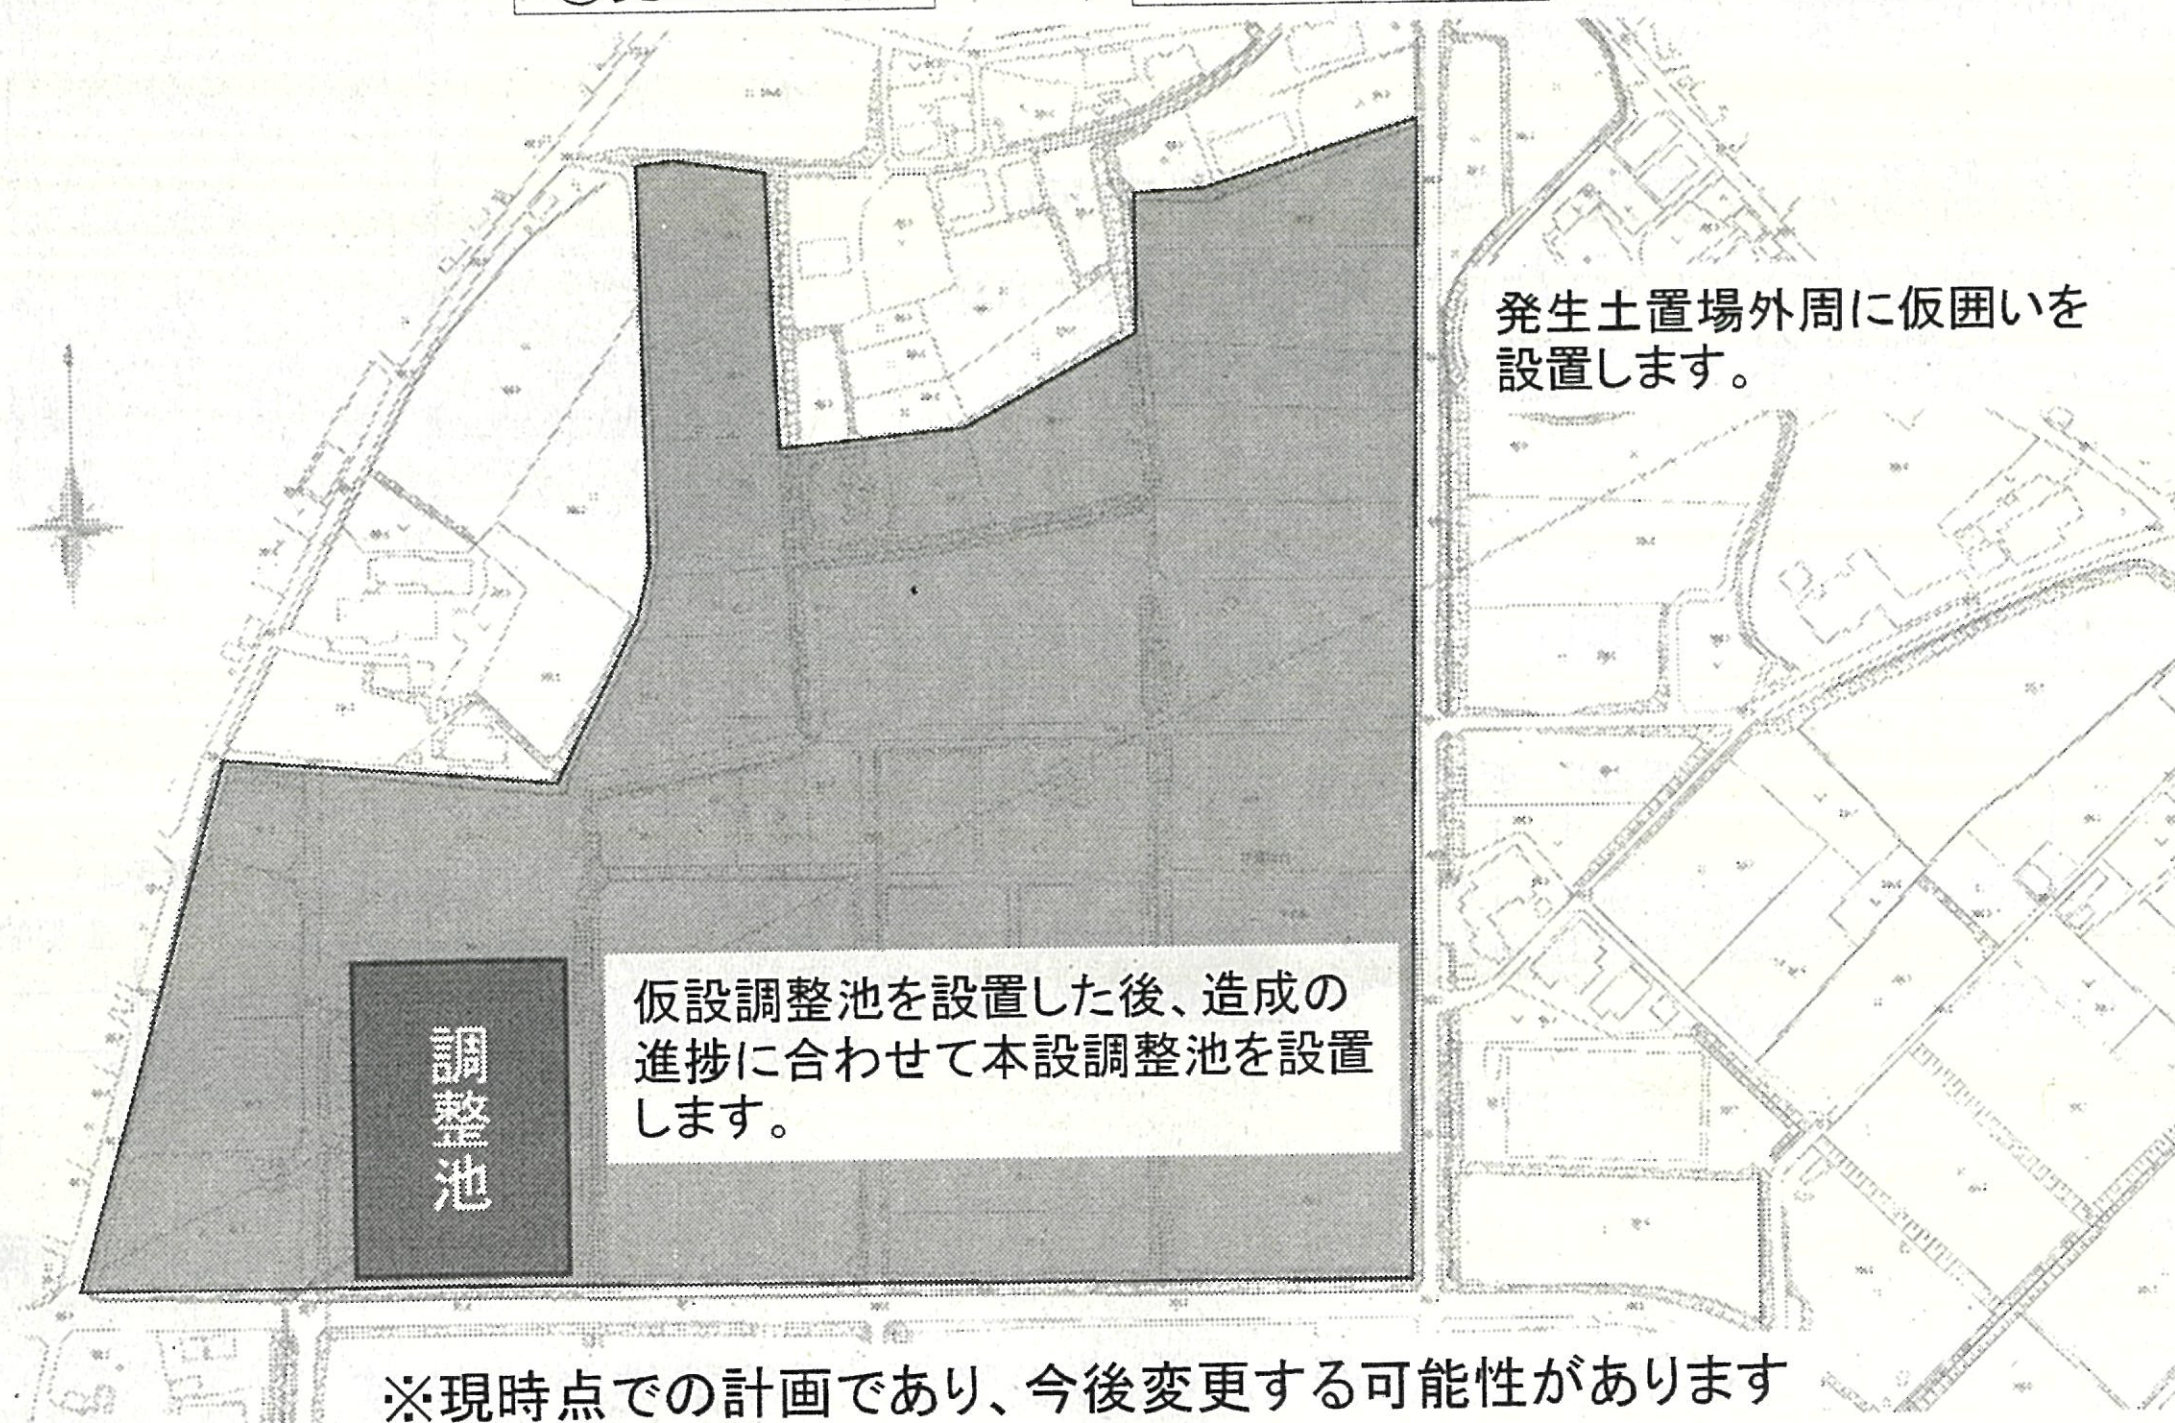 発生土置場外周に仮囲いを
設置します。
仮設調整池を設置した後、造成の
進捗に合わせて本設調整池を設置
します。
調整池
※現時点での計画であり、今後変更する可能性があります